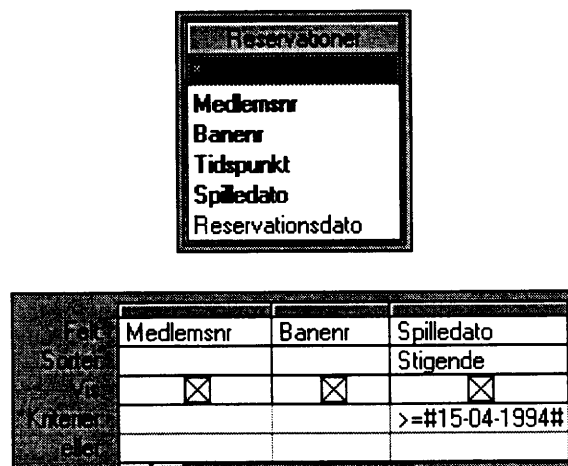 Reservationer
*
Medlemsnr
Banenr
Tidspunkt
Spilledato
Reservationsdato
Felt: Medlemsnr Banenr Spilledato
Sorter: Stigende
Vis:
Kriterier: >=#15-04-1994#
eller: